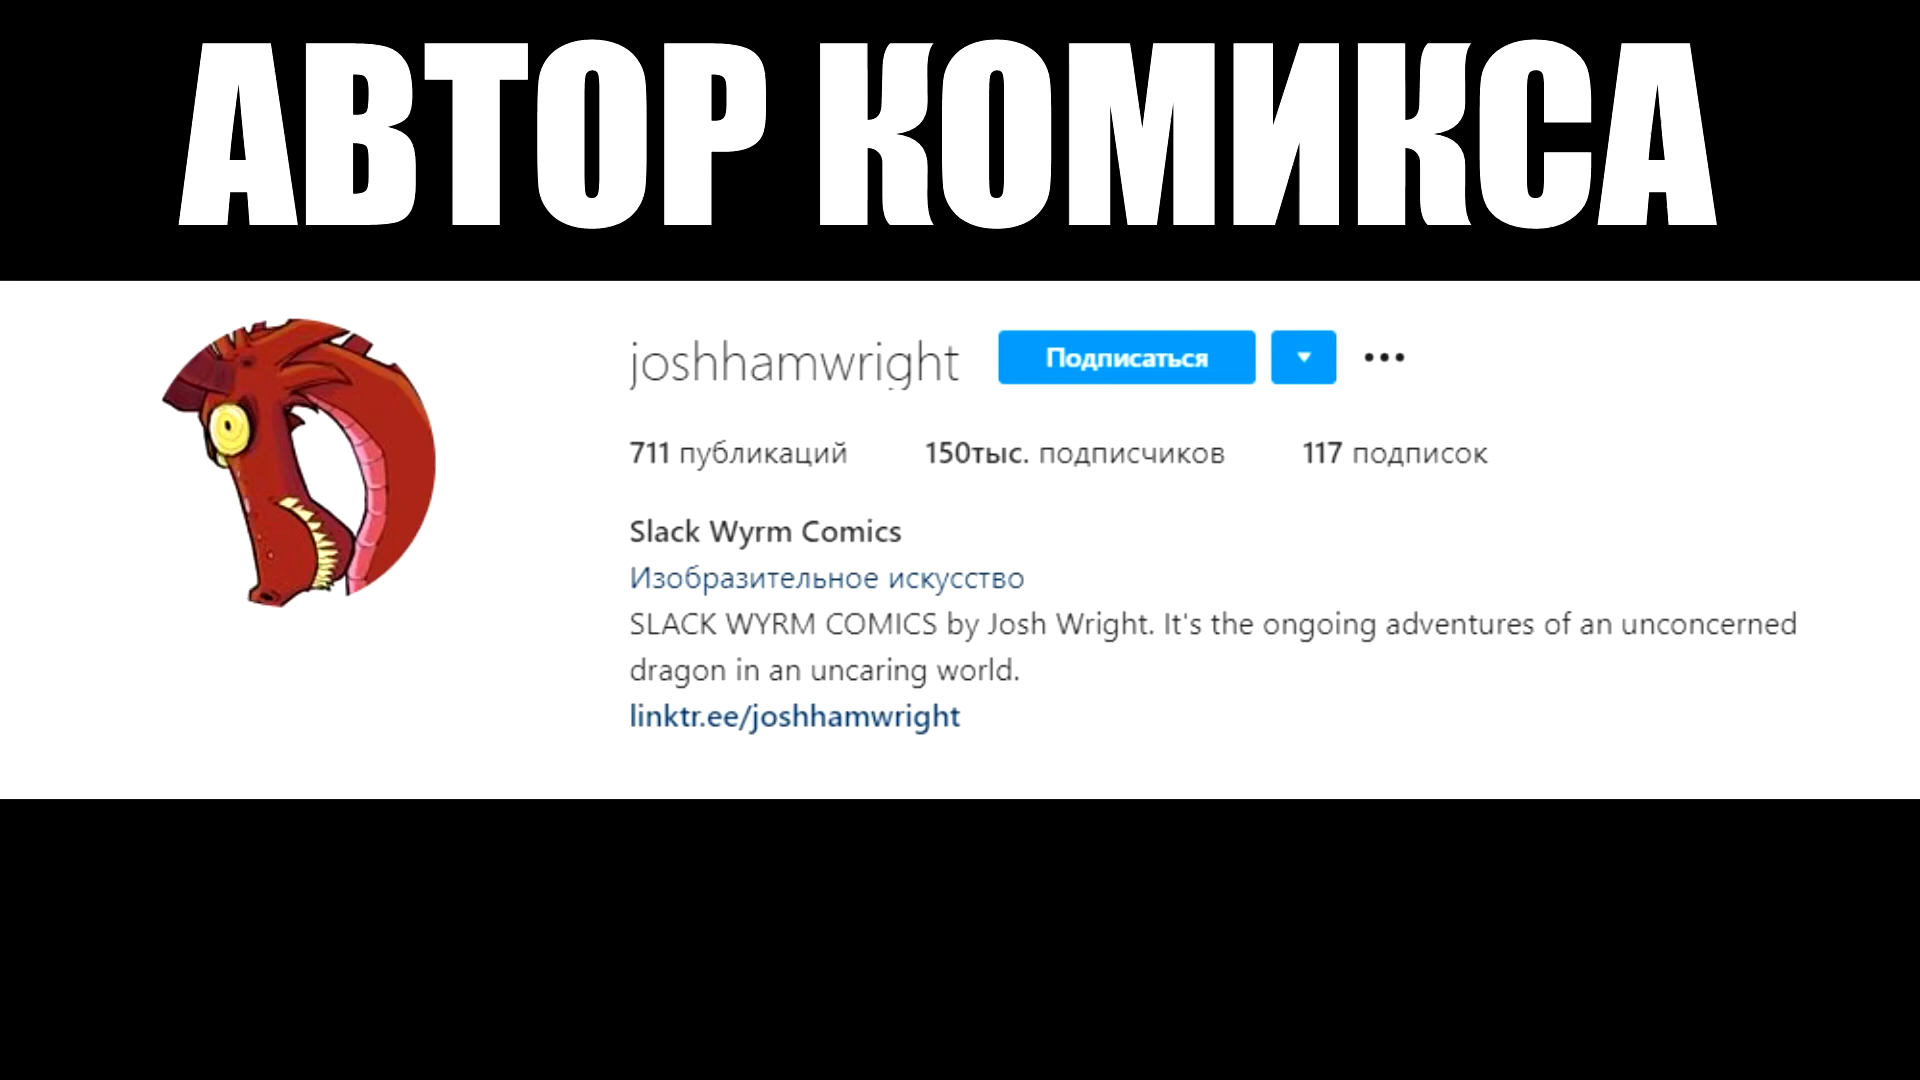 АВТОР КОМИКСА
joshhamwright Подписаться
711 публикаций 150тыс. подписчиков 117 подписок
Slack Wyrm Comics
Изобразительное искусство
SLACK WYRM COMICS by Josh Wright. It's the ongoing adventures of an unconcerned
dragon in an uncaring world.
linktr.ee/joshhamwright